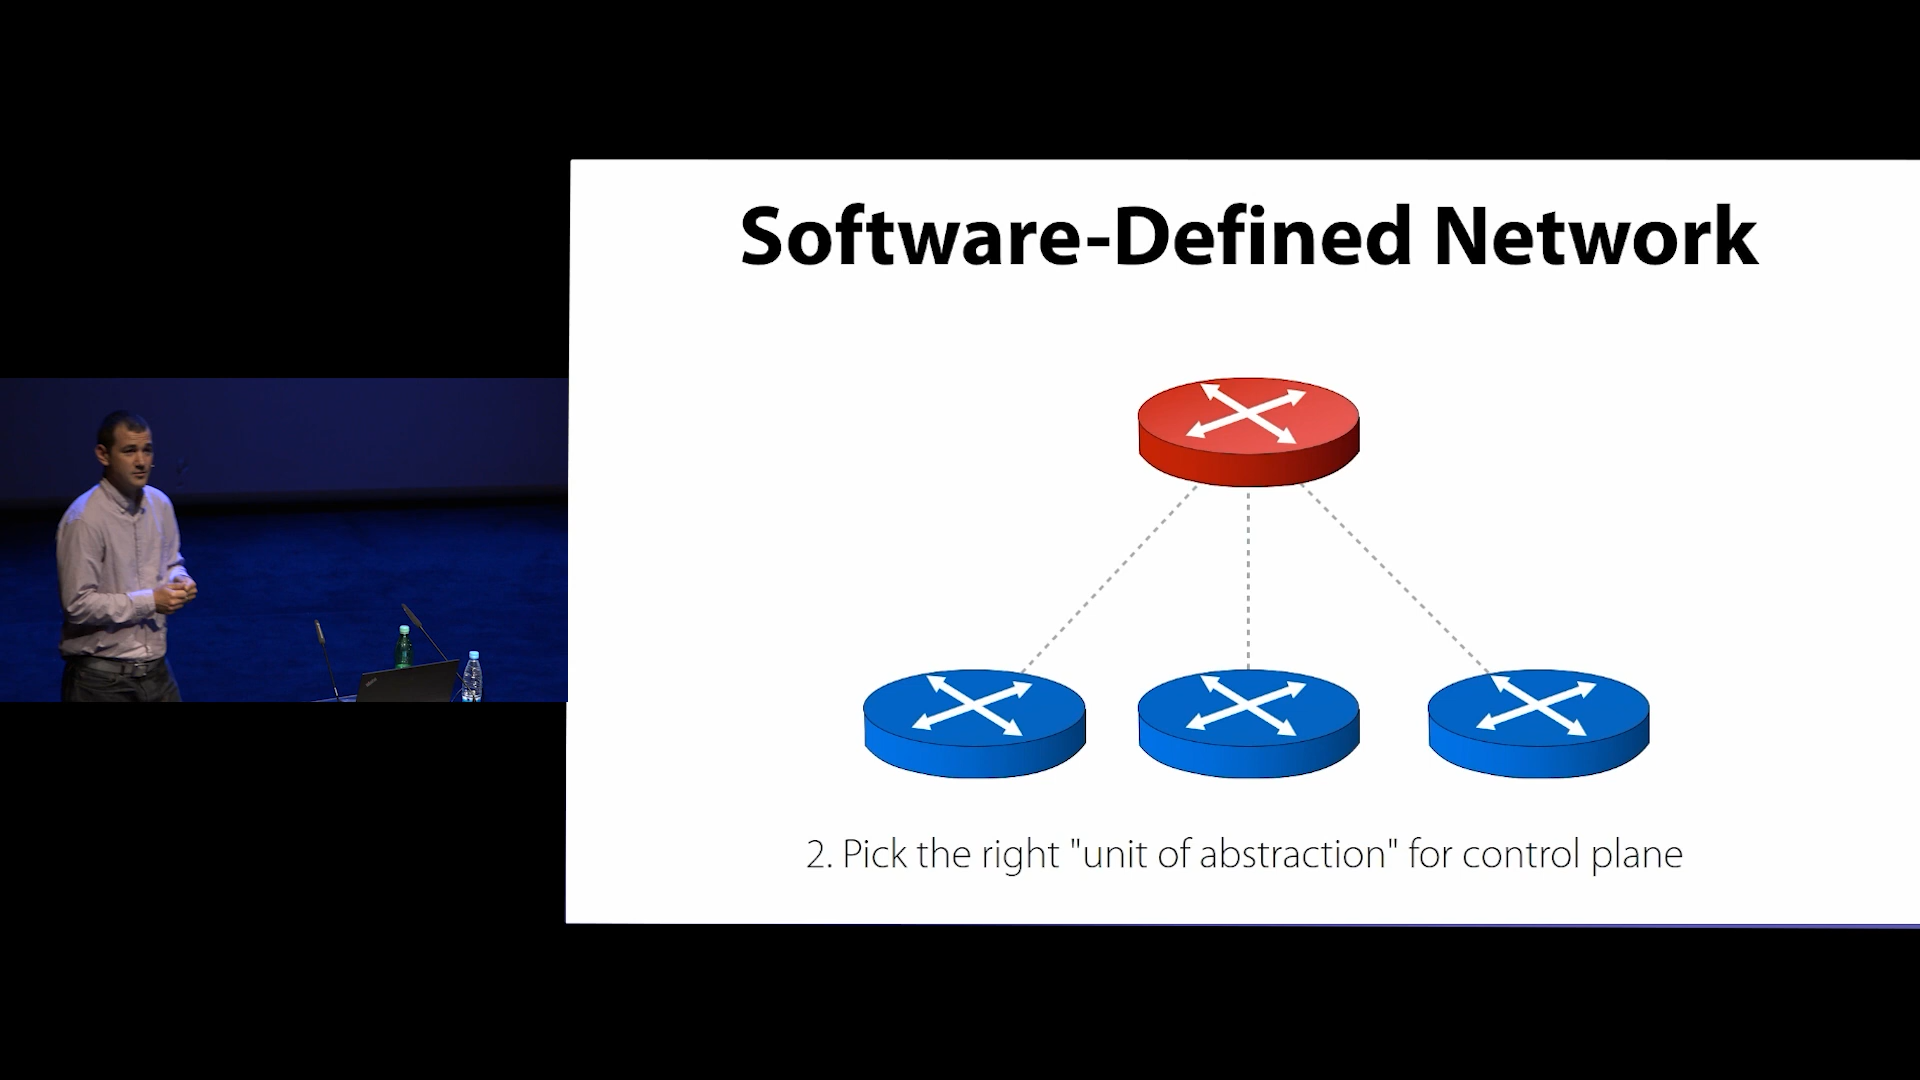 Software-Defined Network
2. Pick the right "unit of abstraction" for control plane